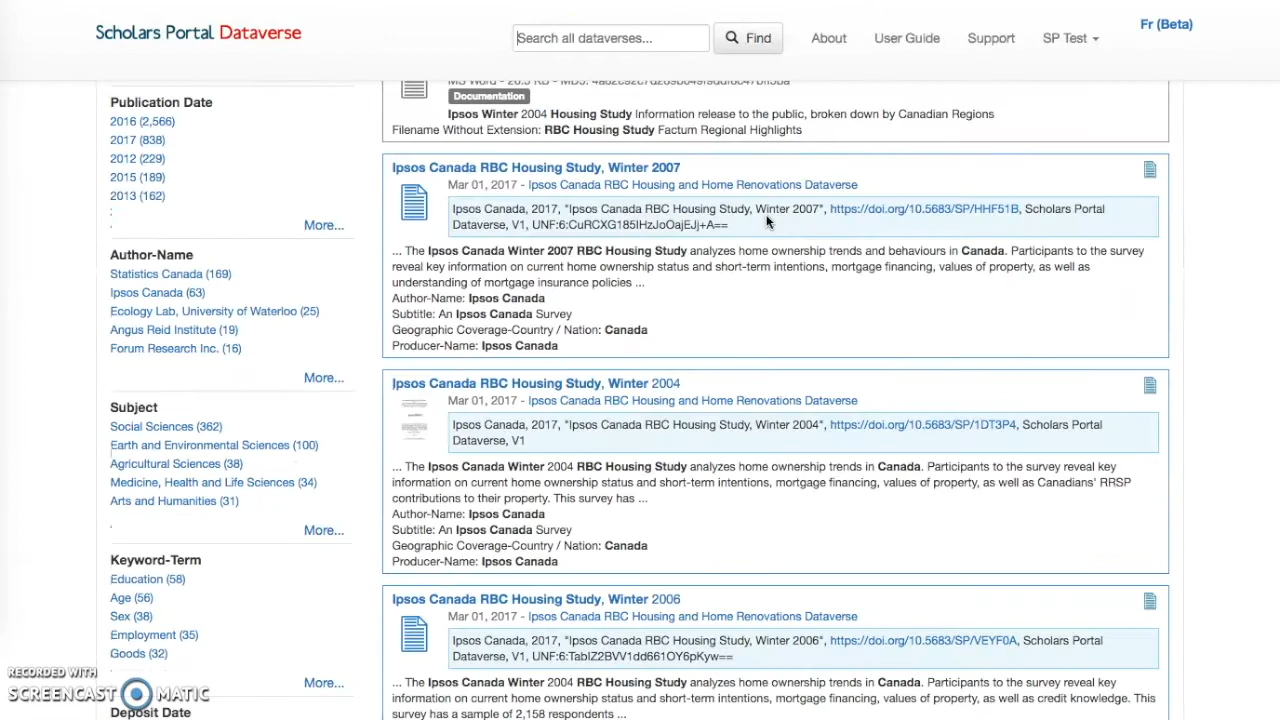 Scholars Portal Dataverse
Search all dataverses...
Find
About
User Guide
Support
SP Test
Fr (Beta)
Publication Date
2016 (2,566)
2017 (838)
2012 (229)
2015 (189)
2013 (162)
More...
Author-Name
Statistics Canada (169)
Ipsos Canada (63)
Ecology Lab, University of Waterloo (25)
Angus Reid Institute (19)
Forum Research Inc. (16)
More...
Subject
Social Sciences (362)
Earth and Environmental Sciences (100)
Agricultural Sciences (38)
Medicine, Health and Life Sciences (34)
Arts and Humanities (31)
More...
Keyword-Term
Education (58)
Age (56)
Sex (38)
Employment (35)
Goods (32)
More...
Deposit Date
Documentation
Ipsos Winter 2004 Housing Study Information release to the public, broken down by Canadian Regions
Filename Without Extension: RBC Housing Study Factum Regional Highlights
Ipsos Canada RBC Housing Study, Winter 2007
Mar 01, 2017 - Ipsos Canada RBC Housing and Home Renovations Dataverse
Ipsos Canada, 2017, "Ipsos Canada RBC Housing Study, Winter 2007", https://doi.org/10.5683/SP/HHF51B, Scholars Portal
Dataverse, V1, UNF:6:CuRCXG185IHzJoOajEJj+A==
... The Ipsos Canada Winter 2007 RBC Housing Study analyzes home ownership trends and behaviours in Canada. Participants to the survey
reveal key information on current home ownership status and short-term intentions, mortgage financing, values of property, as well as
understanding of mortgage insurance policies ...
Author-Name: Ipsos Canada
Subtitle: An Ipsos Canada Survey
Geographic Coverage-Country / Nation: Canada
Producer-Name: Ipsos Canada
Ipsos Canada RBC Housing Study, Winter 2004
Mar 01, 2017 - Ipsos Canada RBC Housing and Home Renovations Dataverse
Ipsos Canada, 2017, "Ipsos Canada RBC Housing Study, Winter 2004", https://doi.org/10.5683/SP/1DT3P4, Scholars Portal
Dataverse, V1
... The Ipsos Canada Winter 2004 RBC Housing Study analyzes home ownership trends in Canada. Participants to the survey reveal key
information on current home ownership status and short-term intentions, mortgage financing, values of property, as well as Canadians' RRSP
contributions to their property. This survey has ...
Author-Name: Ipsos Canada
Subtitle: An Ipsos Canada Survey
Geographic Coverage-Country / Nation: Canada
Producer-Name: Ipsos Canada
Ipsos Canada RBC Housing Study, Winter 2006
Mar 01, 2017 - Ipsos Canada RBC Housing and Home Renovations Dataverse
Ipsos Canada, 2017, "Ipsos Canada RBC Housing Study, Winter 2006", https://doi.org/10.5683/SP/VEYF0A, Scholars Portal
Dataverse, V1, UNF:6:TablZ2BVV1dd661OY6pKyw==
... The Ipsos Canada Winter 2004 RBC Housing Study analyzes home ownership trends in Canada. Participants to the survey reveal key
information on current home ownership status and short-term intentions, mortgage financing, values of property, as well as credit knowledge. This
survey has a sample of 2,158 respondents ...
RECORDED WITH
SCREENCAST MATIC